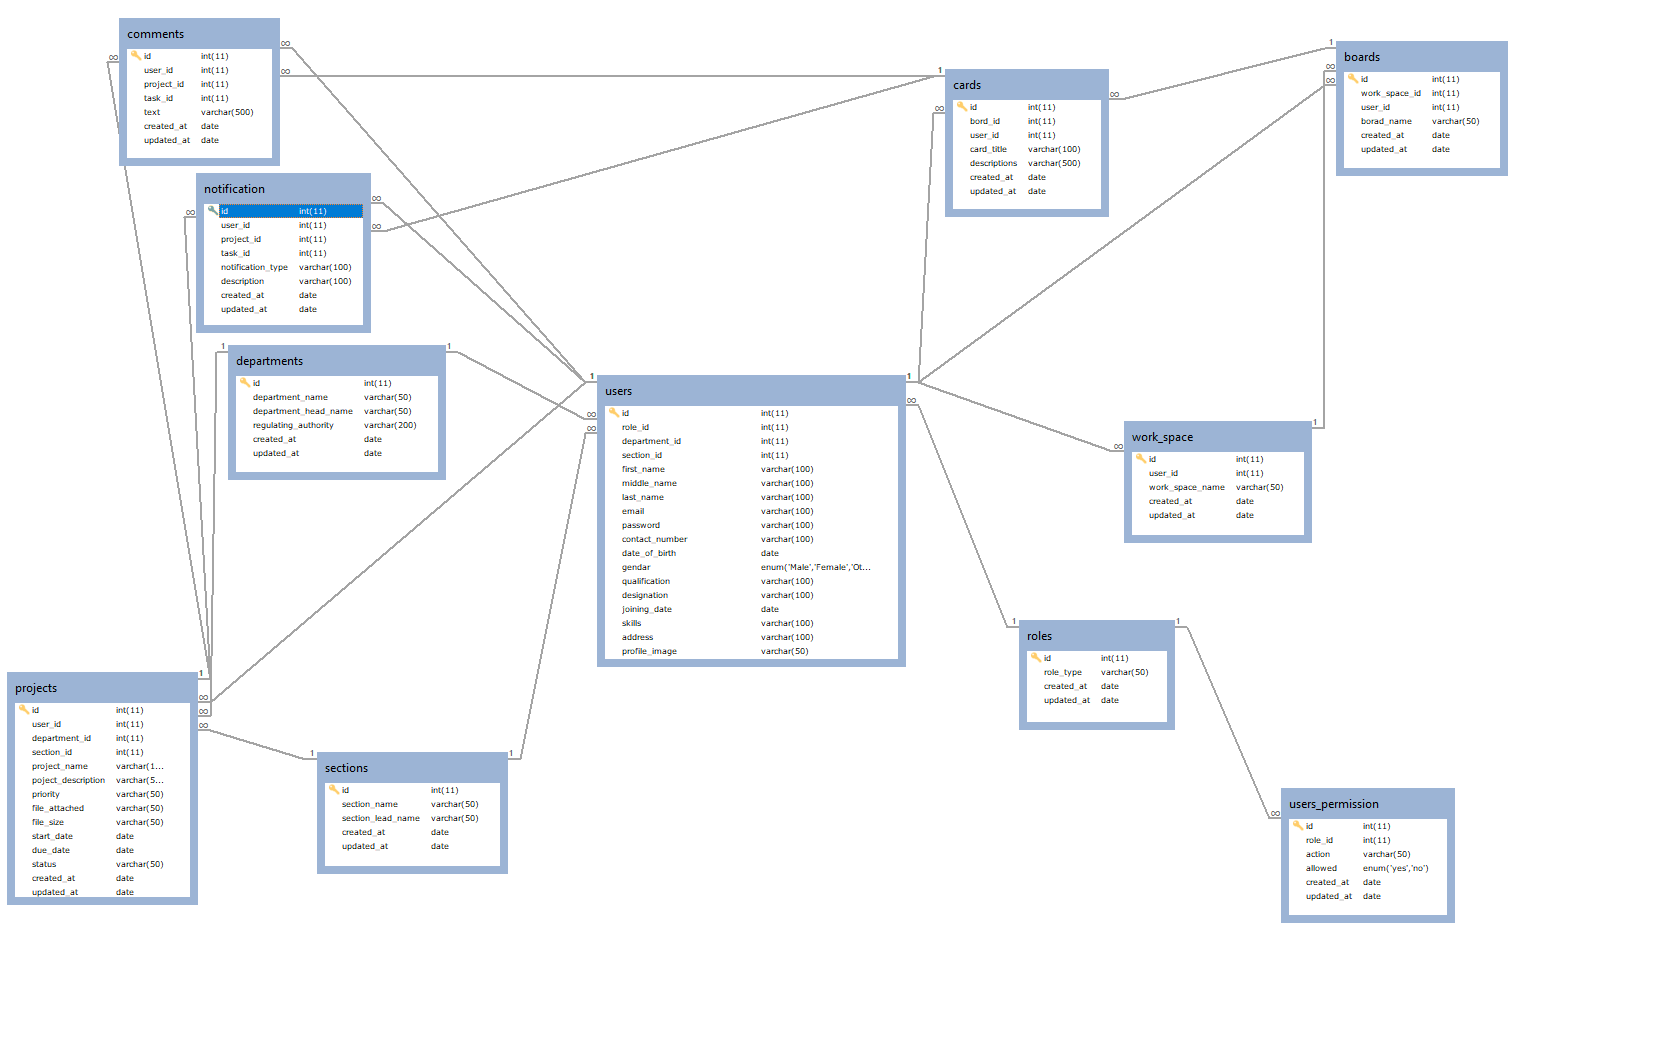 comments
id int(11)
user_id int(11)
project_id int(11)
task_id int(11)
text varchar(500)
created_at date
updated_at date
notification
id int(11)
user_id int(11)
project_id int(11)
task_id int(11)
notification_type varchar(100)
description varchar(100)
created_at date
updated_at date
departments
id int(11)
department_name varchar(50)
department_head_name varchar(50)
regulating_authority varchar(200)
created_at date
updated_at date
projects
id int(11)
user_id int(11)
department_id int(11)
section_id int(11)
project_name varchar(1...
poject_description varchar(5...
priority varchar(50)
file_attached varchar(50)
file_size varchar(50)
start_date date
due_date date
status varchar(50)
created_at date
updated_at date
sections
id int(11)
section_name varchar(50)
section_lead_name varchar(50)
created_at date
updated_at date
users
id int(11)
role_id int(11)
department_id int(11)
section_id int(11)
first_name varchar(100)
middle_name varchar(100)
last_name varchar(100)
email varchar(100)
password varchar(100)
contact_number varchar(100)
date_of_birth date
gendar enum('Male','Female','Ot...
qualification varchar(100)
designation varchar(100)
joining_date date
skills varchar(100)
address varchar(100)
profile_image varchar(50)
cards
id int(11)
bord_id int(11)
user_id int(11)
card_title varchar(100)
descriptions varchar(500)
created_at date
updated_at date
boards
id int(11)
work_space_id int(11)
user_id int(11)
borad_name varchar(50)
created_at date
updated_at date
work_space
id int(11)
user_id int(11)
work_space_name varchar(50)
created_at date
updated_at date
roles
id int(11)
role_type varchar(50)
created_at date
updated_at date
users_permission
id int(11)
role_id int(11)
action varchar(50)
allowed enum('yes','no')
created_at date
updated_at date